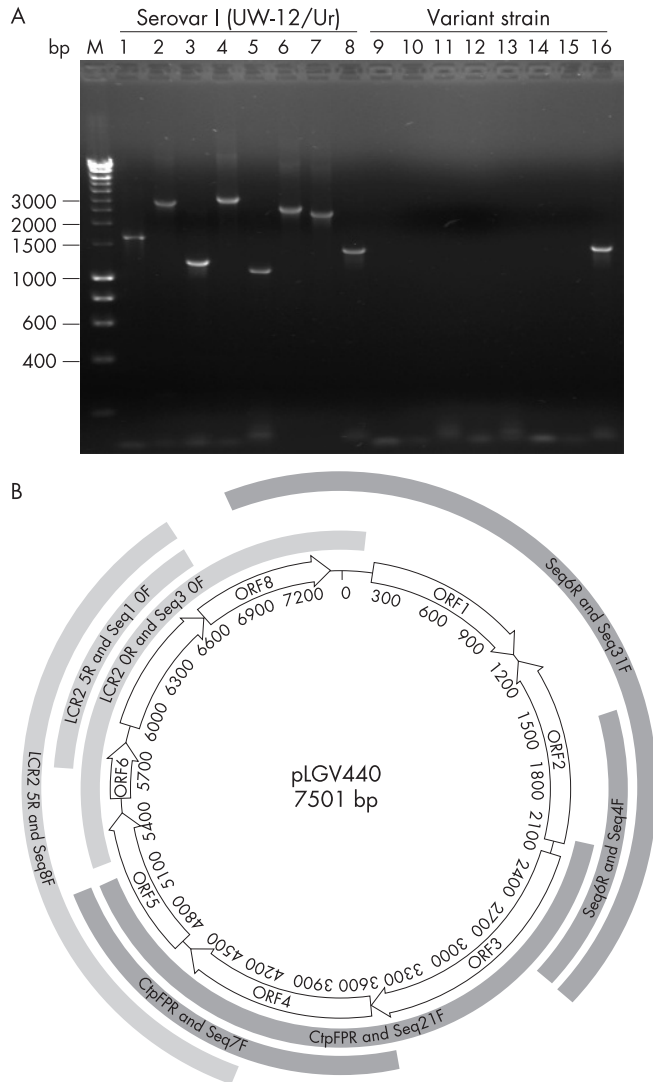 A
Serovar I (UW-12/Ur)
Variant strain
bp M 1 2 3 4 5 6 7 8 9 10 11 12 13 14 15 16
3000
2000
1500
1000
600
400
B
Seq6R and Seq31F
Seq6R and Seq4F
CtpFPR and Seq21F
CtpFPR and Seq7F
LCR2 5R and Seq8F
LCR2 5R and Seq1 0F
LCR2 0R and Seq3 0F
ORF1
ORF2
ORF3
ORF4
ORF5
ORF6
ORF8
0
300
600
900
1200
1500
1800
2100
2400
2700
3000
3300
3600
3900
4200
4500
4800
5100
5400
5700
6000
6300
6600
6900
7200
pLGV440
7501 bp